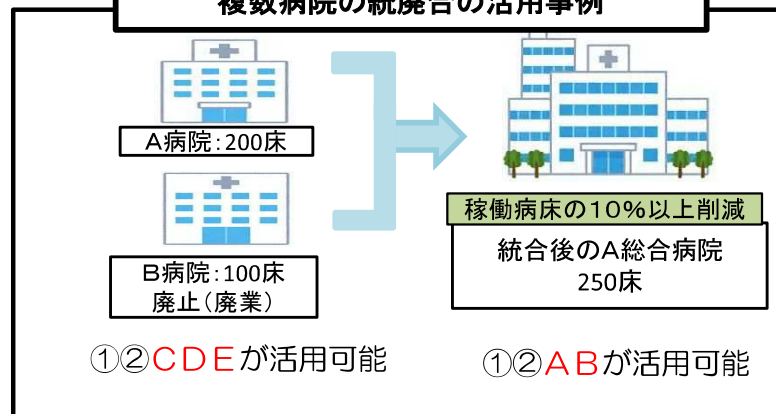 複数病院の統廃合の活用事例
A病院：200床
B病院：100床
廃止（廃業）
①②CDEが活用可能
稼働病床の10％以上削減
統合後のA総合病院
250床
①②ABが活用可能